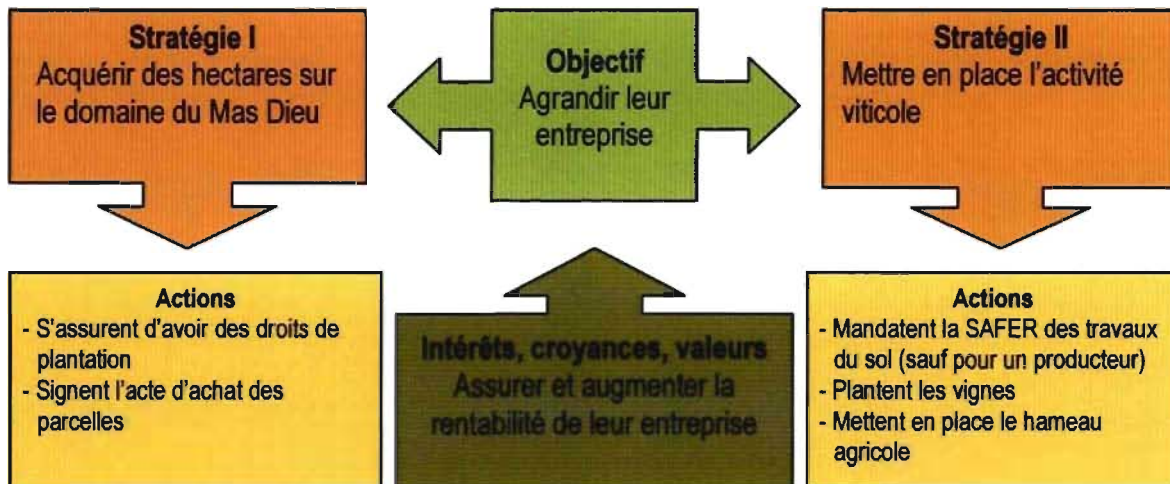 Stratégie I
Acquérir des hectares sur
le domaine du Mas Dieu
Objectif
Agrandir leur
entreprise
Stratégie II
Mettre en place l'activité
viticole
Actions
- S'assurent d'avoir des droits de
plantation
- Signent l'acte d'achat des
parcelles
Intérêts, croyances, valeurs
Assurer et augmenter la
rentabilité de leur entreprise
Actions
- Mandatent la SAFER des travaux
du sol (sauf pour un producteur)
- Plantent les vignes
- Mettent en place le hameau
agricole